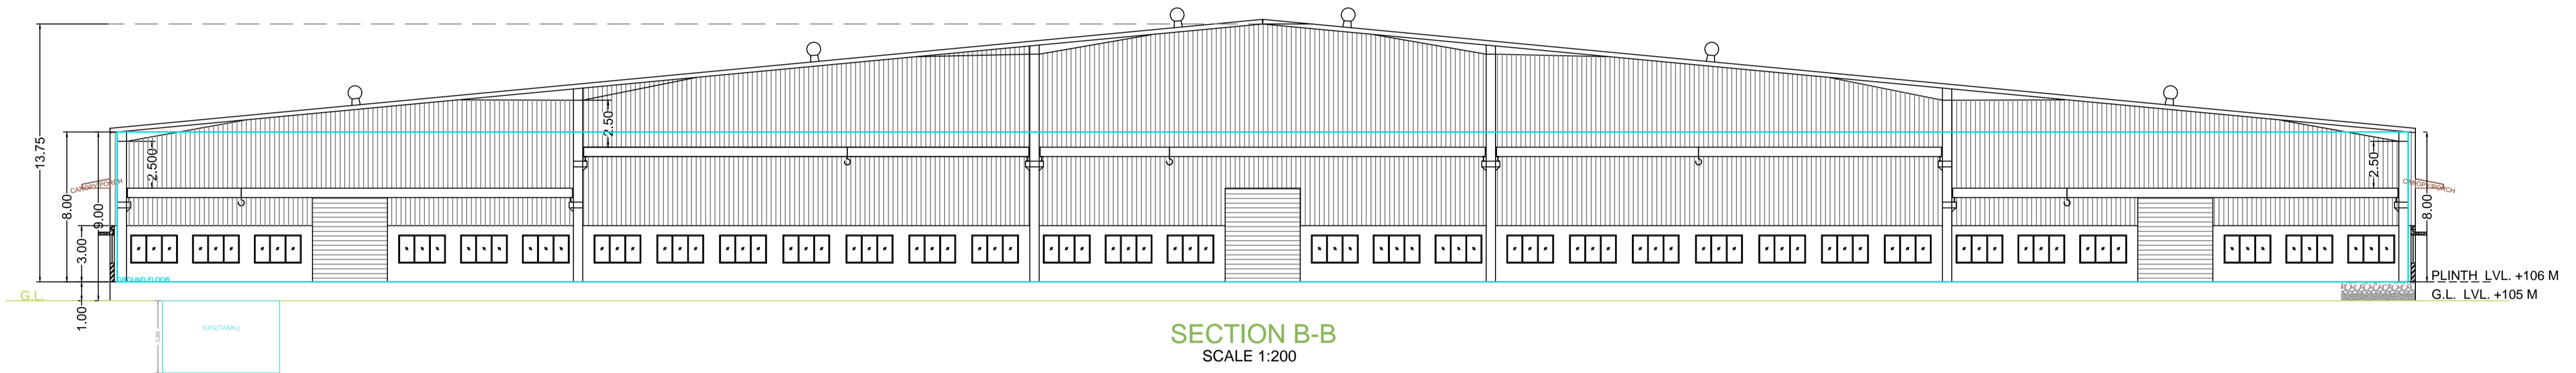 13.75
8.00
9.00
3.00
1.00
2.500
2.50
2.50
8.00
CANOPY/PORCH
CANOPY/PORCH
GROUND FLOOR
G.L.
PLINTH LVL. +106 M
G.L. LVL. +105 M
(U/G)TANK()
SECTION B-B
SCALE 1:200